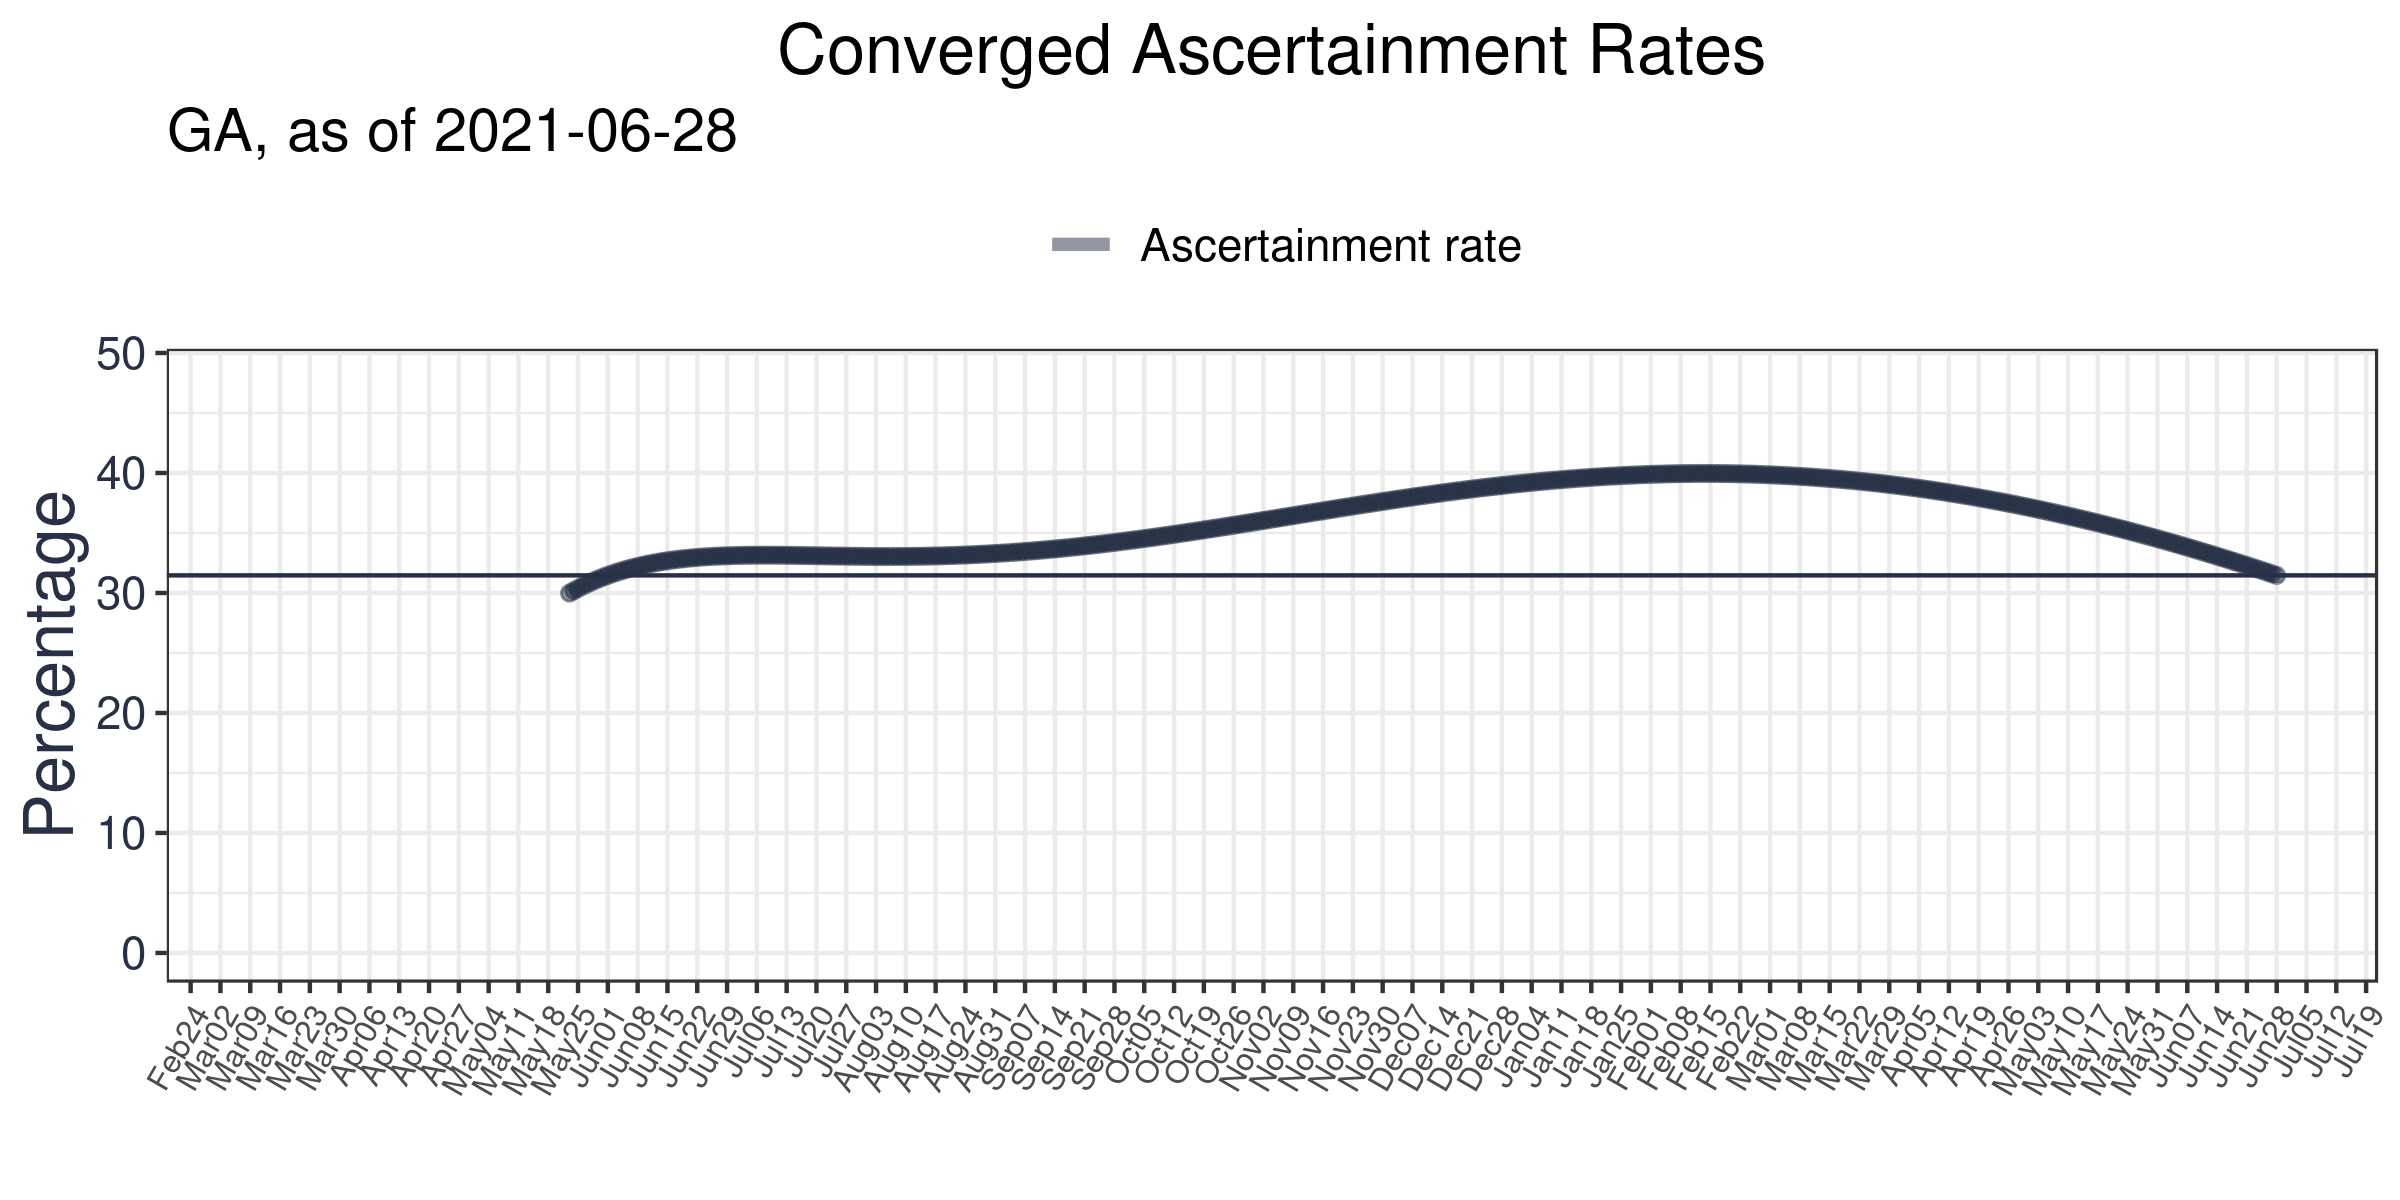 Converged Ascertainment Rates
GA, as of 2021-06-28
Ascertainment rate
Percentage
50
40
30
20
10
0
Feb24
Mar02
Mar09
Mar16
Mar23
Mar30
Apr06
Apr13
Apr20
Apr27
May04
May11
May18
May25
Jun01
Jun08
Jun15
Jun22
Jun29
Jul06
Jul13
Jul20
Jul27
Aug03
Aug10
Aug17
Aug24
Aug31
Sep07
Sep14
Sep21
Sep28
Oct05
Oct12
Oct19
Oct26
Nov02
Nov09
Nov16
Nov23
Nov30
Dec07
Dec14
Dec21
Dec28
Jan04
Jan11
Jan18
Jan25
Feb01
Feb08
Feb15
Feb22
Mar01
Mar08
Mar15
Mar22
Mar29
Apr05
Apr12
Apr19
Apr26
May03
May10
May17
May24
May31
Jun07
Jun14
Jun21
Jun28
Jul05
Jul12
Jul19